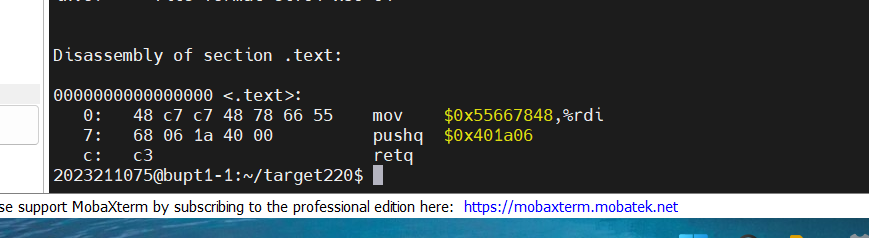 Disassembly of section .text:
0000000000000000 <.text>:
0: 48 c7 c7 48 78 66 55 mov $0x55667848,%rdi
7: 68 06 1a 40 00 pushq $0x401a06
c: c3 retq
2023211075@bupt1-1:~/target220$
se support MobaXterm by subscribing to the professional edition here: https://mobaxterm.mobatek.net